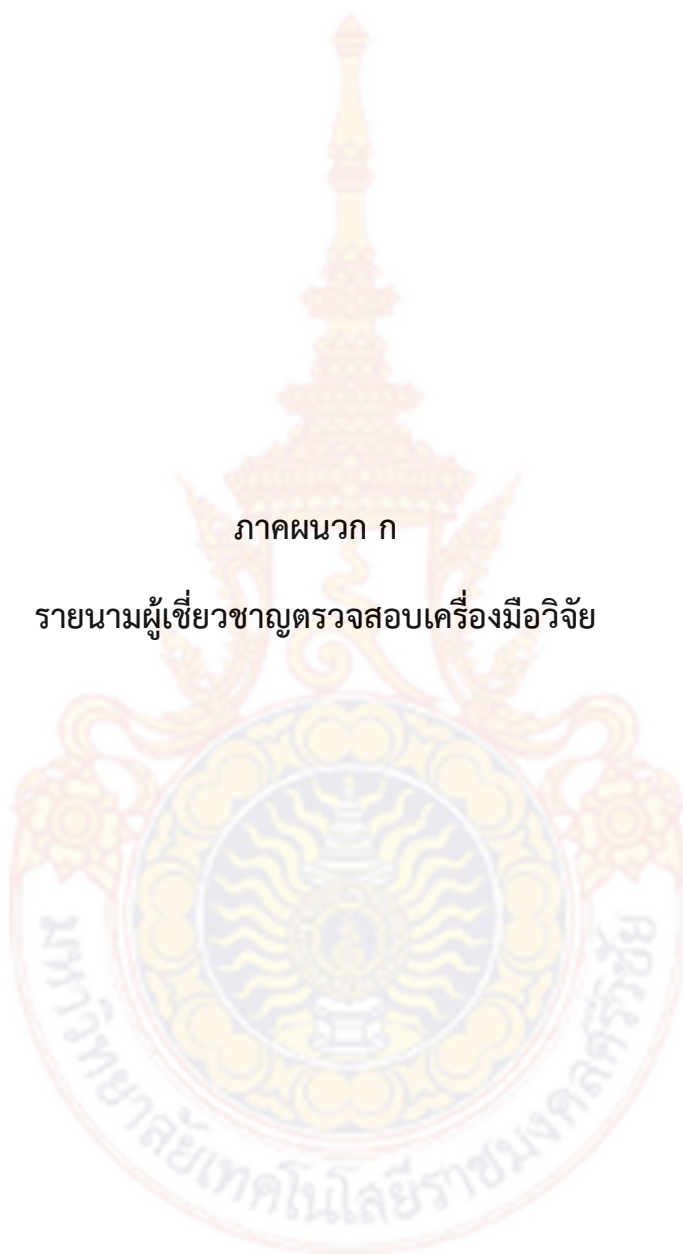 ภาคผนวก ก
รายนามผู้เชี่ยวชาญตรวจสอบเครื่องมือวิจัย
มหาวิทยาลัยเทคโนโลยีราชมงคลศรีวิชัย